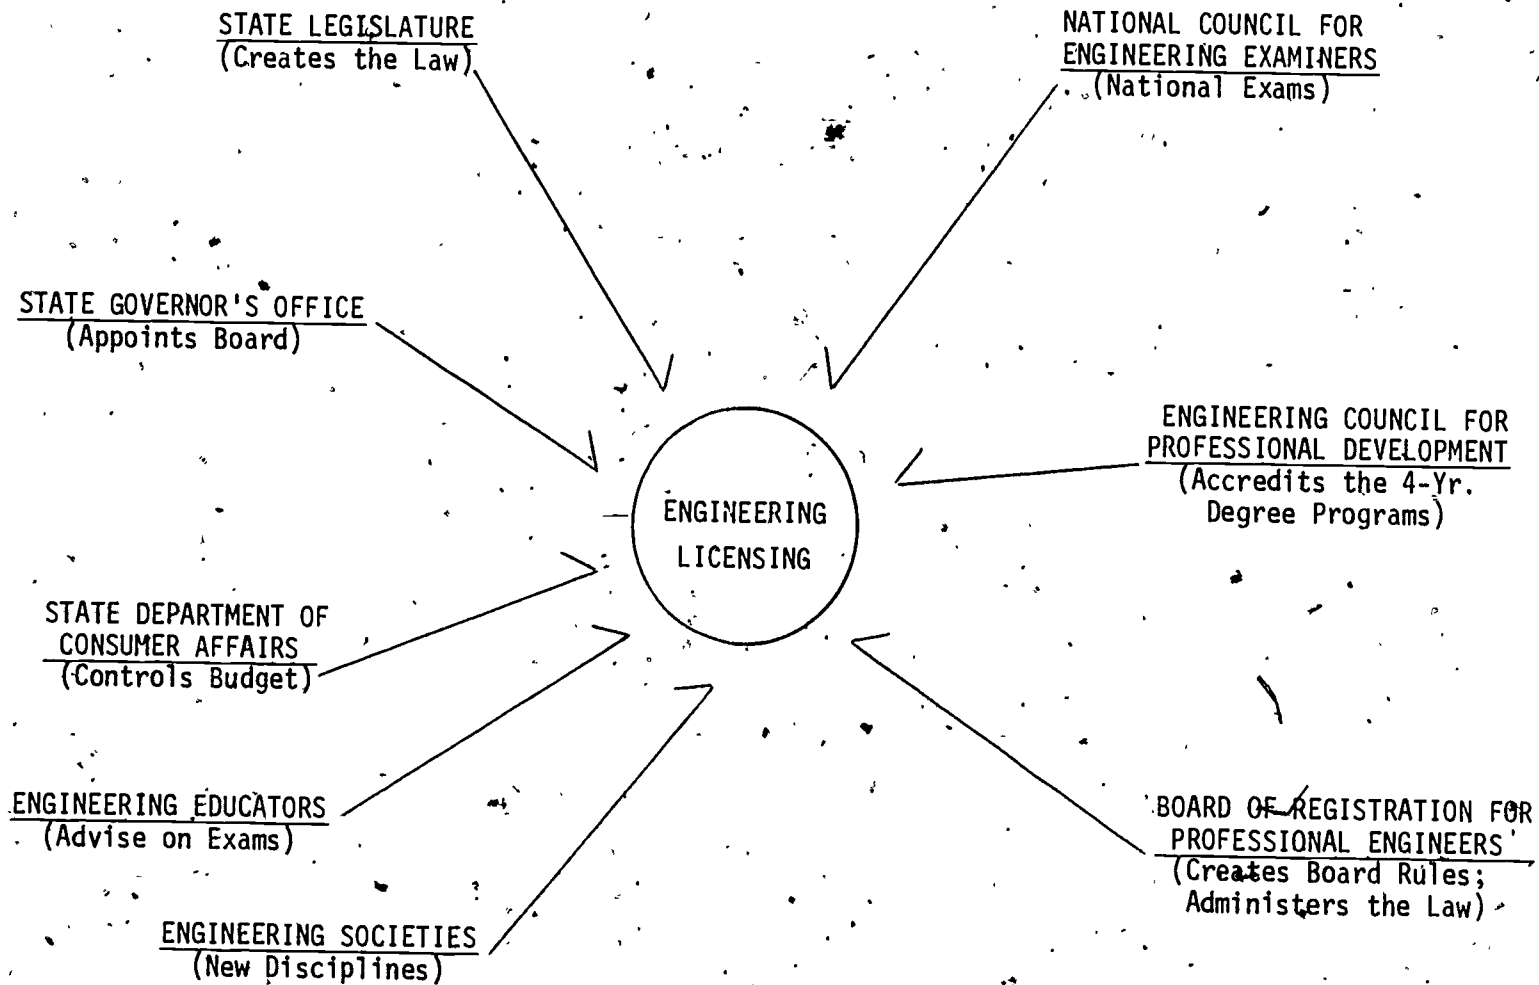 STATE LEGISLATURE
(Creates the Law)
NATIONAL COUNCIL FOR
ENGINEERING EXAMINERS
(National Exams)
STATE GOVERNOR'S OFFICE
(Appoints Board)
ENGINEERING COUNCIL FOR
PROFESSIONAL DEVELOPMENT
(Accredits the 4-Yr.
Degree Programs)
ENGINEERING
LICENSING
STATE DEPARTMENT OF
CONSUMER AFFAIRS
(Controls Budget)
ENGINEERING EDUCATORS
(Advise on Exams)
BOARD OF REGISTRATION FOR
PROFESSIONAL ENGINEERS
(Creates Board Rules;
Administers the Law)
ENGINEERING SOCIETIES
(New Disciplines)